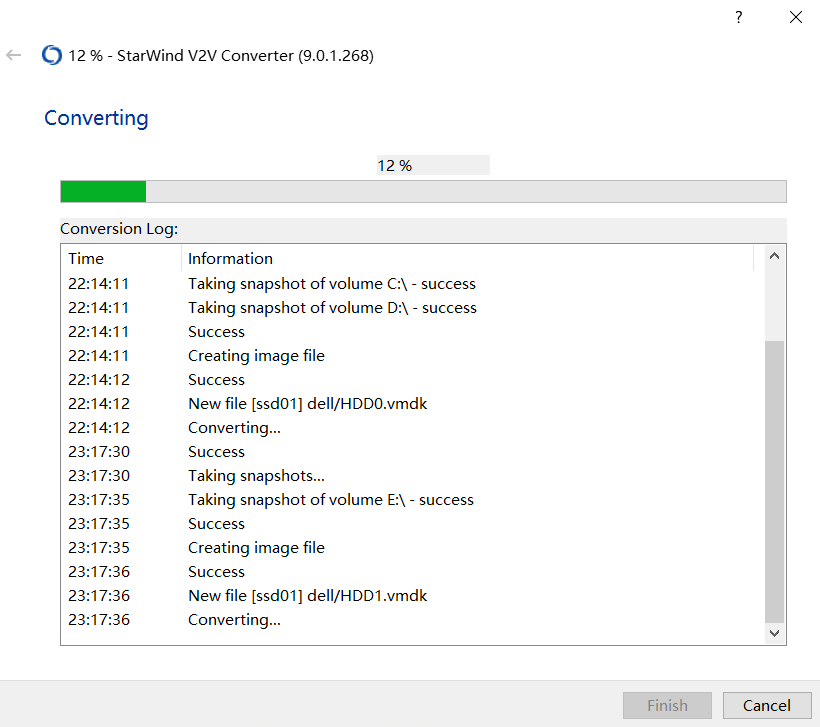 ?
12 % - StarWind V2V Converter (9.0.1.268)
Converting
12 %
Conversion Log:
Time Information
22:14:11 Taking snapshot of volume C:\ - success
22:14:11 Taking snapshot of volume D:\ - success
22:14:11 Success
22:14:11 Creating image file
22:14:12 Success
22:14:12 New file [ssd01] dell/HDD0.vmdk
22:14:12 Converting...
23:17:30 Success
23:17:30 Taking snapshots...
23:17:35 Taking snapshot of volume E:\ - success
23:17:35 Success
23:17:35 Creating image file
23:17:36 Success
23:17:36 New file [ssd01] dell/HDD1.vmdk
23:17:36 Converting...
Finish Cancel